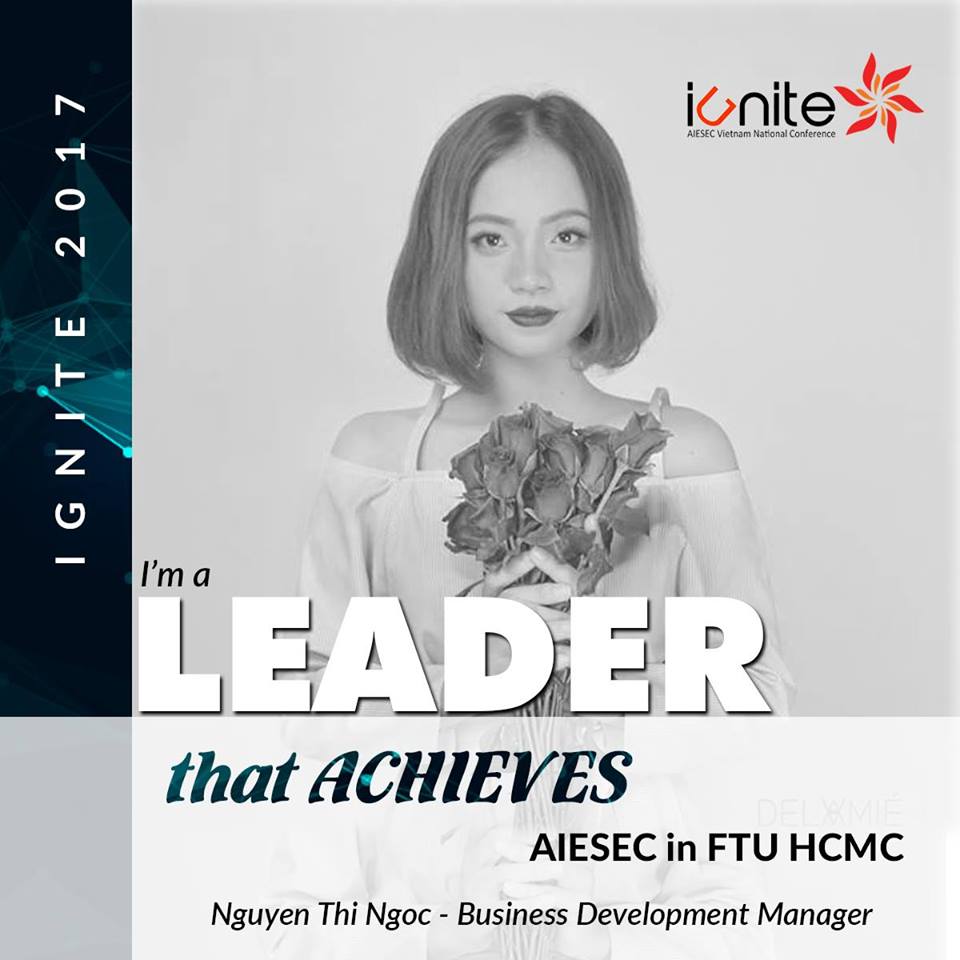 IGNITE 2017
ignite
AIESEC Vietnam National Conference
I'm a
LEADER
that ACHIEVES
DELAMIÉ
AIESEC in FTU HCMC
Nguyen Thi Ngoc - Business Development Manager